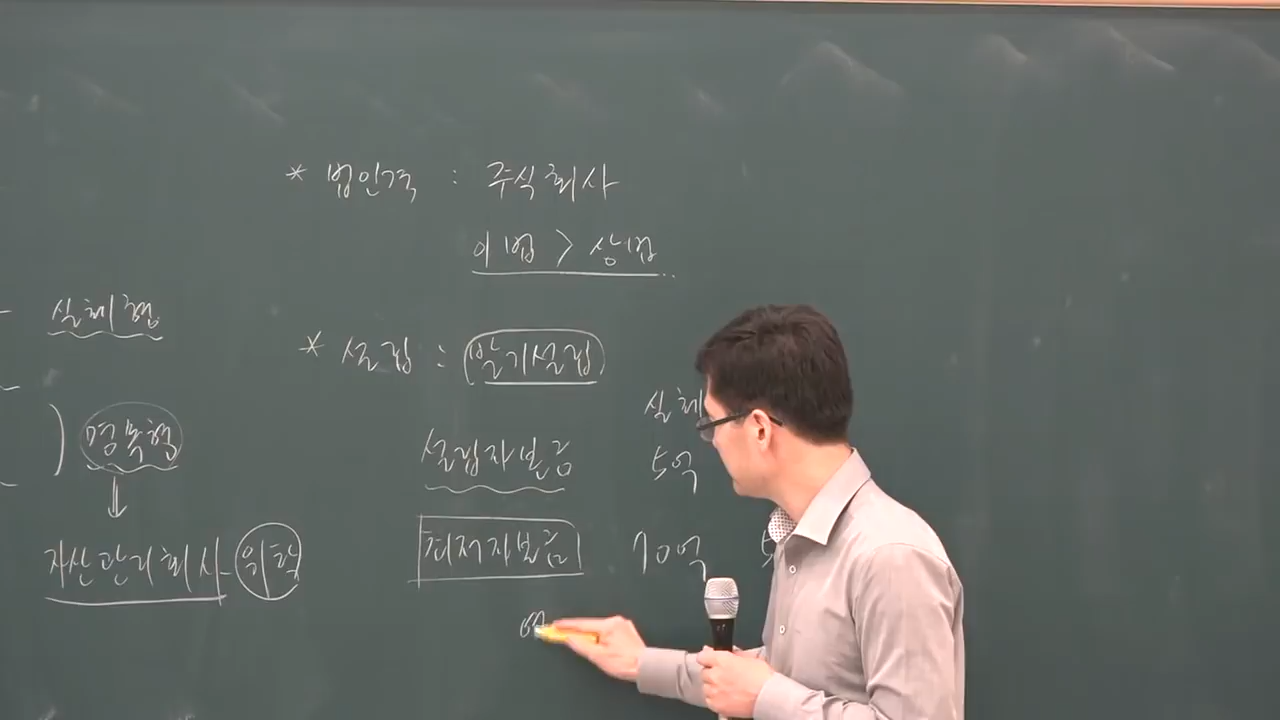 * 법인격 : 주식회사
이 법 > 상법
실체형
* 설립 : 발기설립
명목형
설립자본금
최저자본금
자산관리회사 - 위탁
실체
5억
70억 5